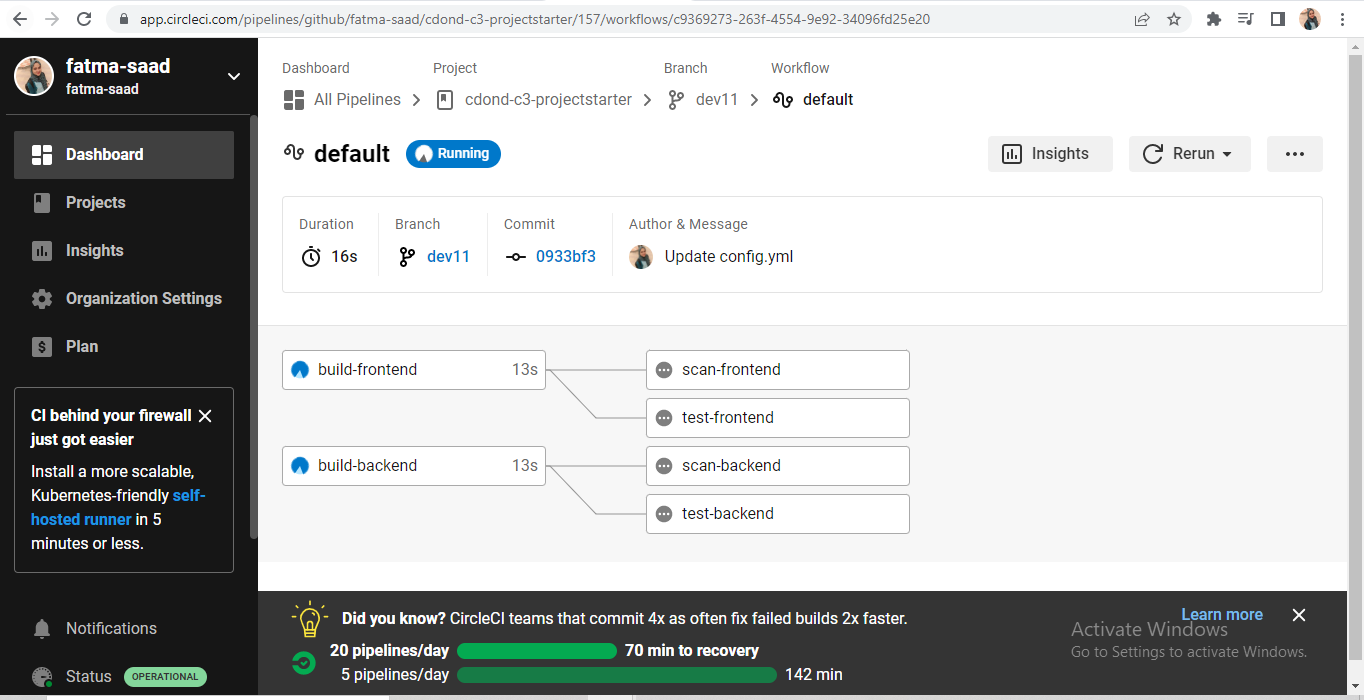 app.circleci.com/pipelines/github/fatma-saad/cdond-c3-projectstarter/157/workflows/c9369273-263f-4554-9e92-34096fd25e20
fatma-saad
fatma-saad
Dashboard
Projects
Insights
Organization Settings
$ Plan
CI behind your firewall
just got easier
Install a more scalable,
Kubernetes-friendly self-
hosted runner in 5
minutes or less.
Notifications
Status OPERATIONAL
Dashboard Project Branch Workflow
All Pipelines cdond-c3-projectstarter dev11 default
default Running
Insights Rerun
Duration Branch Commit Author & Message
16s dev11 0933bf3 Update config.yml
build-frontend 13s scan-frontend
test-frontend
build-backend 13s scan-backend
test-backend
Did you know? CircleCI teams that commit 4x as often fix failed builds 2x faster.
Learn more
20 pipelines/day 70 min to recovery
5 pipelines/day 142 min
Activate Windows
Go to Settings to activate Windows.